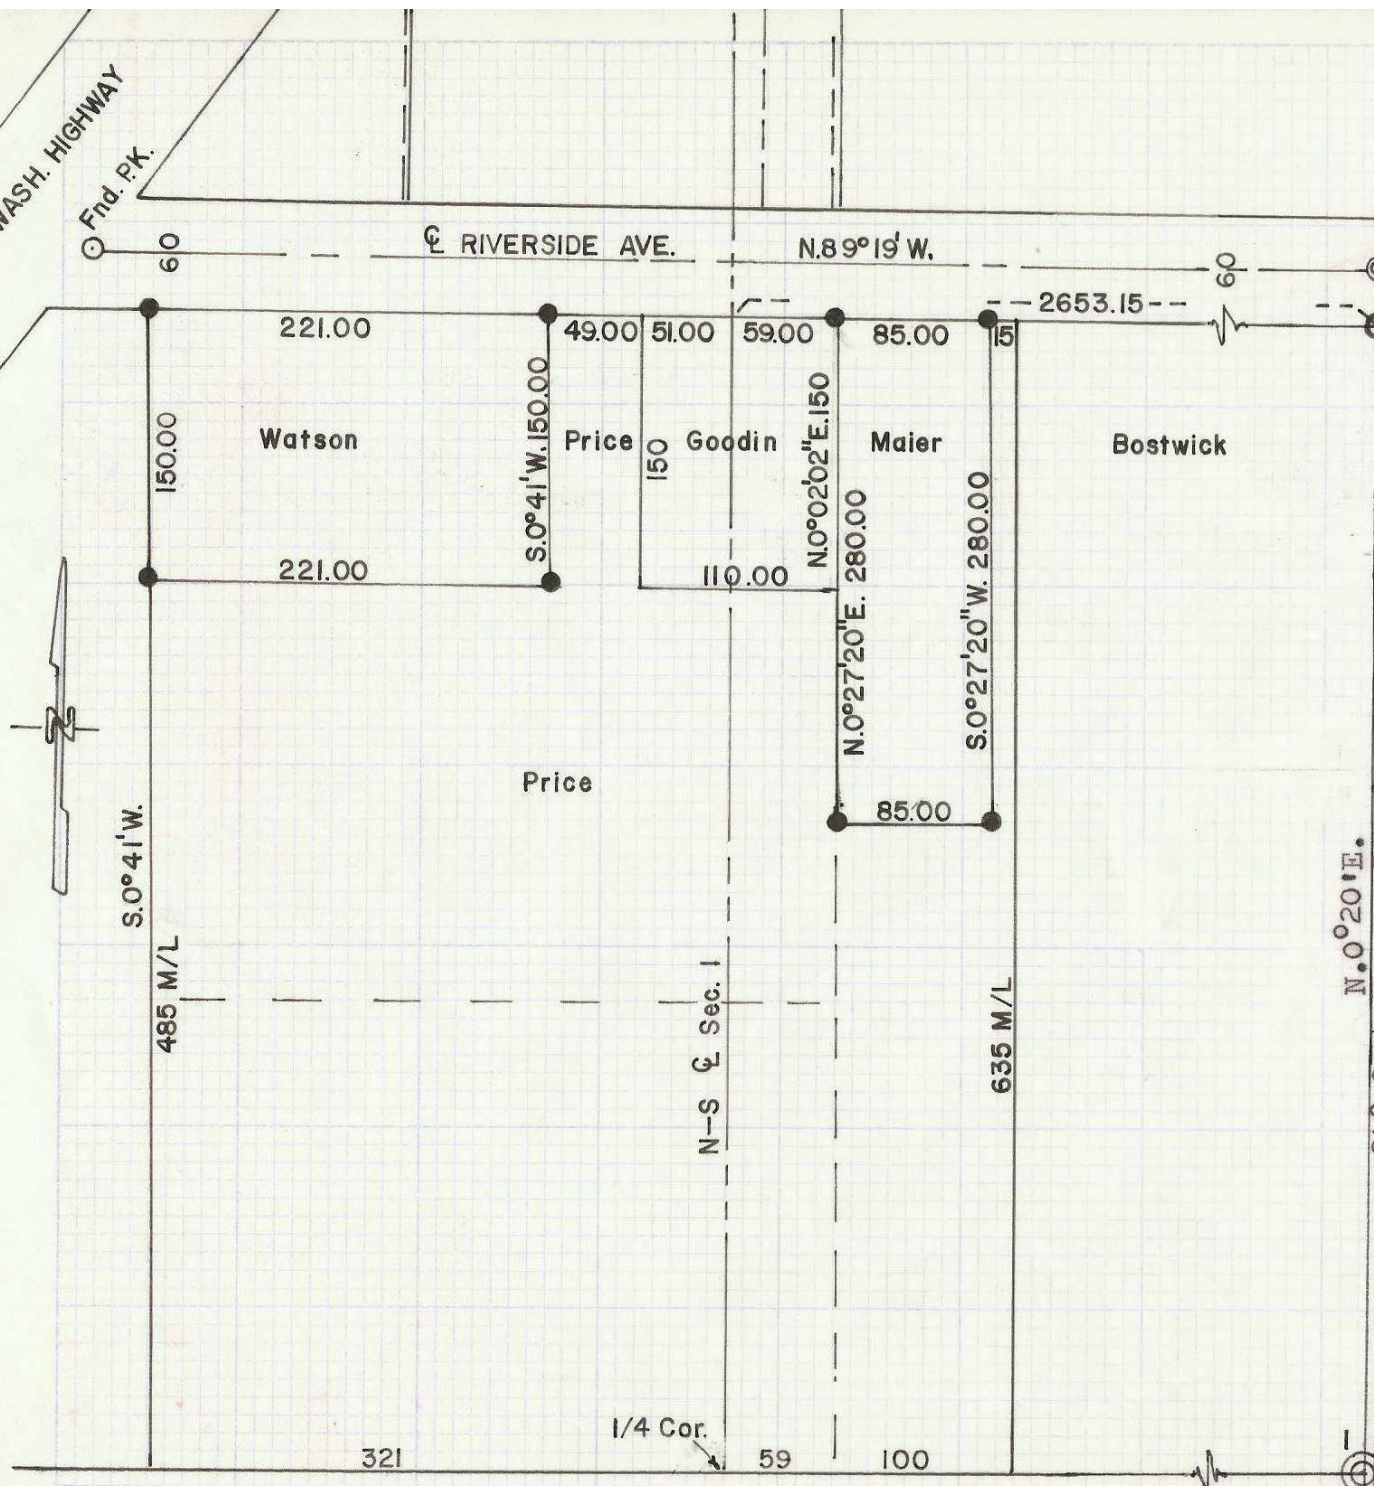 WASH. HIGHWAY
Fnd. P.K.
60
℄ RIVERSIDE AVE.
N.89°19' W.
60
2653.15
221.00
49.00
51.00
59.00
85.00
15
150.00
Watson
S.0°41'W.150.00
Price
150
Goodin
N.0°02'02"E.150
Maier
Bostwick
221.00
110.00
N.0°27'20"E. 280.00
S.0°27'20"W. 280.00
N
Price
85.00
S.0°41'W.
485 M/L
N-S ℄ Sec. 1
635 M/L
N.0°20'E.
1/4 Cor.
321
59
100
1